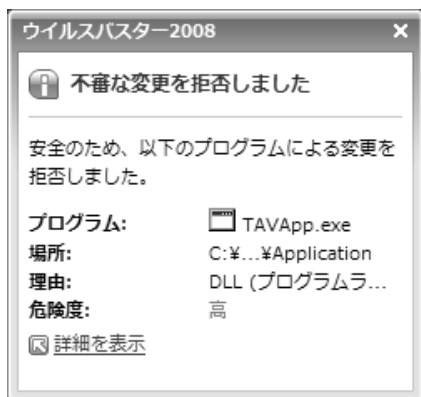 ウイルスバスター2008
不審な変更を拒否しました
安全のため、以下のプログラムによる変更を
拒否しました。
プログラム: TAVApp.exe
場所: C:¥...¥Application
理由: DLL (プログラムラ...
危険度: 高
詳細を表示